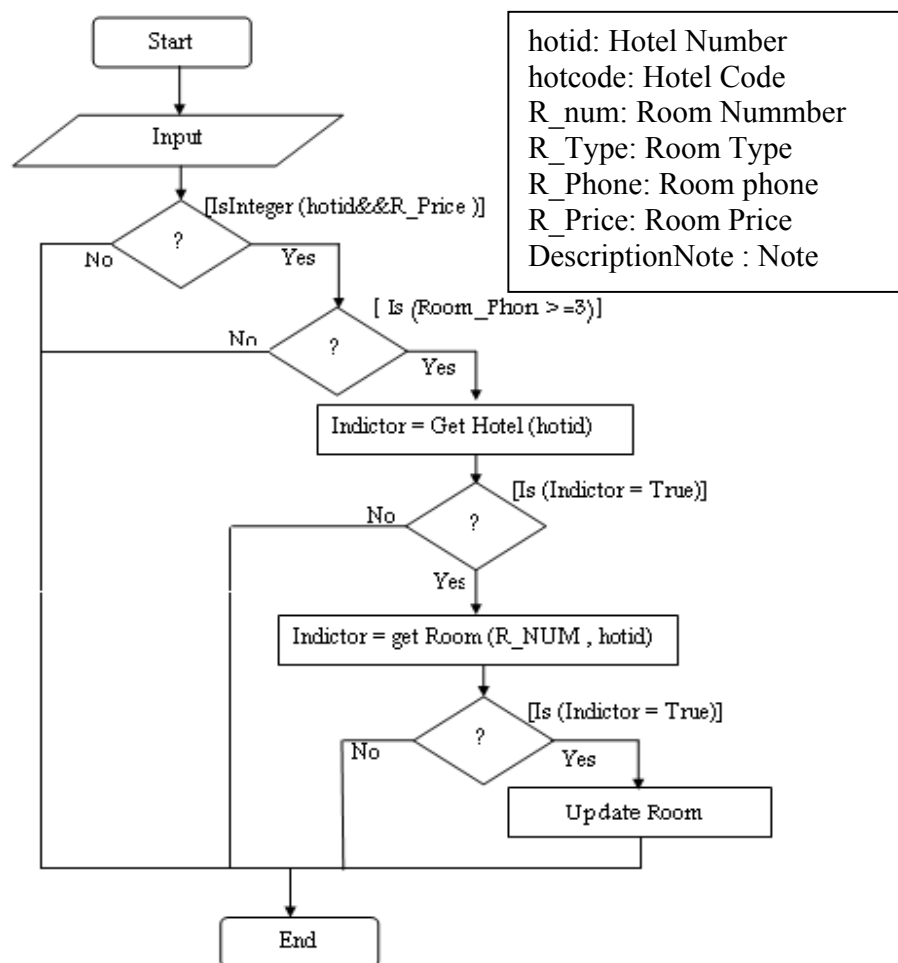 Start
hotid: Hotel Number
hotcode: Hotel Code
R_num: Room Nummber
R_Type: Room Type
R_Phone: Room phone
R_Price: Room Price
DescriptionNote : Note
Input
[IsInteger (hotid&&R_Price )]
?
No
Yes
[ Is (Room_Phon >=3)]
No
?
Yes
Indictor = Get Hotel (hotid)
[Is (Indictor = True)]
No
?
Yes
Indictor = get Room (R_NUM , hotid)
[Is (Indictor = True)]
?
No
Yes
Update Room
End